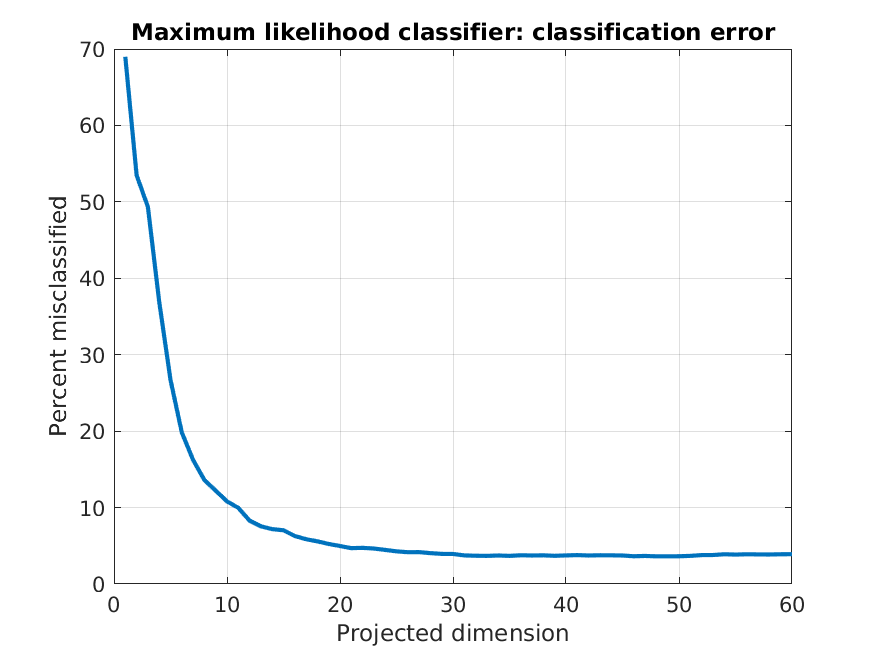 Maximum likelihood classifier: classification error
Percent misclassified
70
60
50
40
30
20
10
0
0 10 20 30 40 50 60
Projected dimension